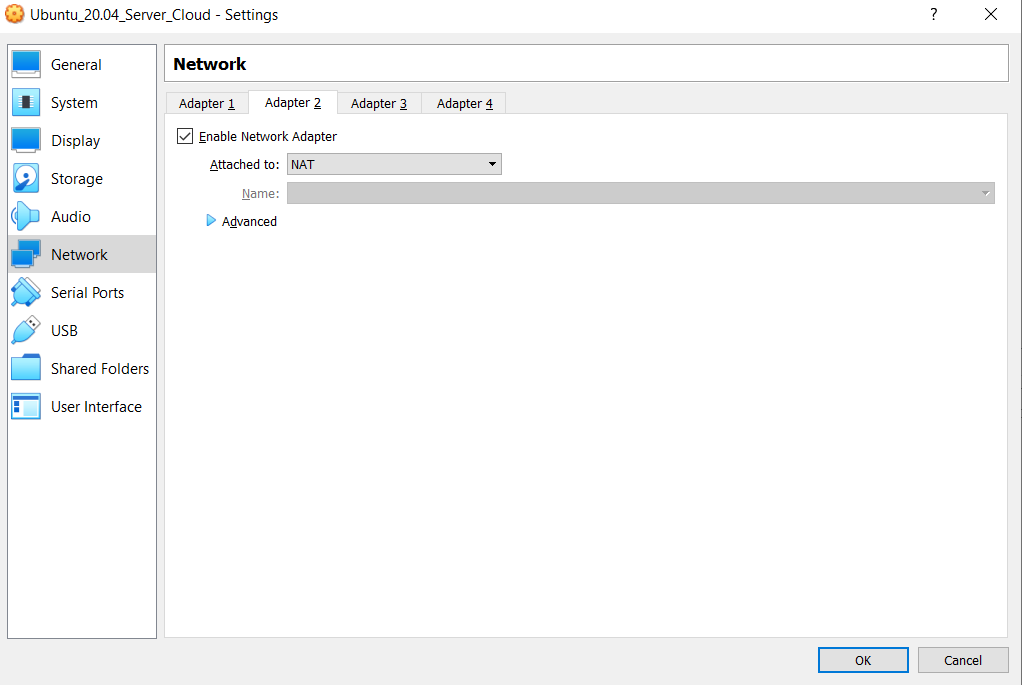 Ubuntu_20.04_Server_Cloud - Settings
?
General
System
Display
Storage
Audio
Network
Serial Ports
USB
Shared Folders
User Interface
Network
Adapter 1 Adapter 2 Adapter 3 Adapter 4
Enable Network Adapter
Attached to: NAT
Name:
Advanced
OK Cancel